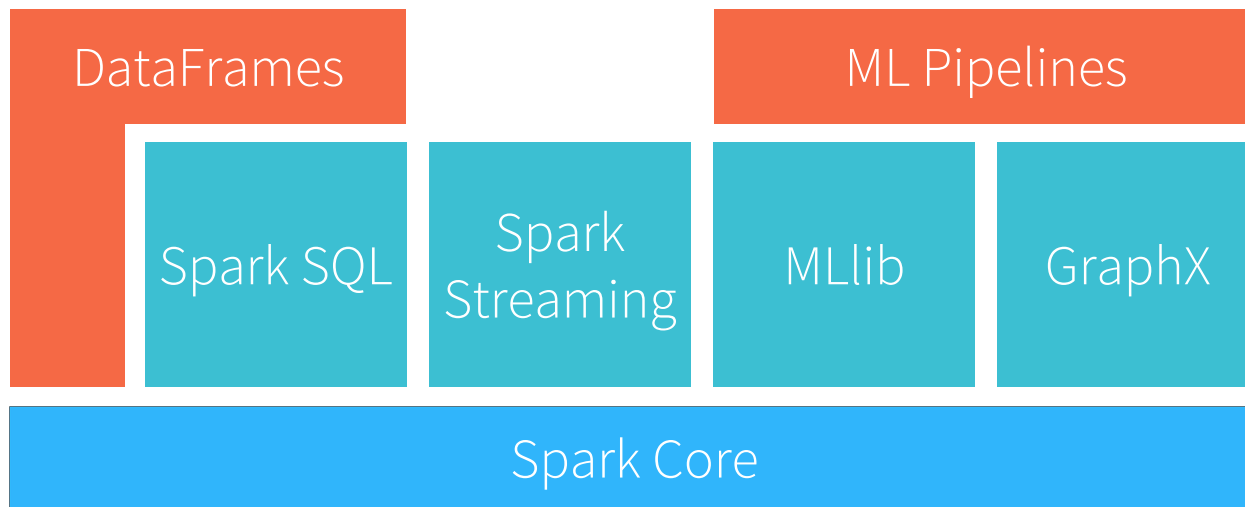 DataFrames
ML Pipelines
Spark SQL
Spark
Streaming
MLlib
GraphX
Spark Core